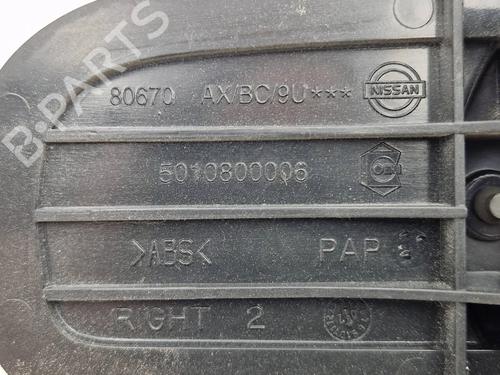 B-PARTS
80670 AX/BC/9U*** NISSAN
5010800006
>ABS< PAP
RIGHT 2